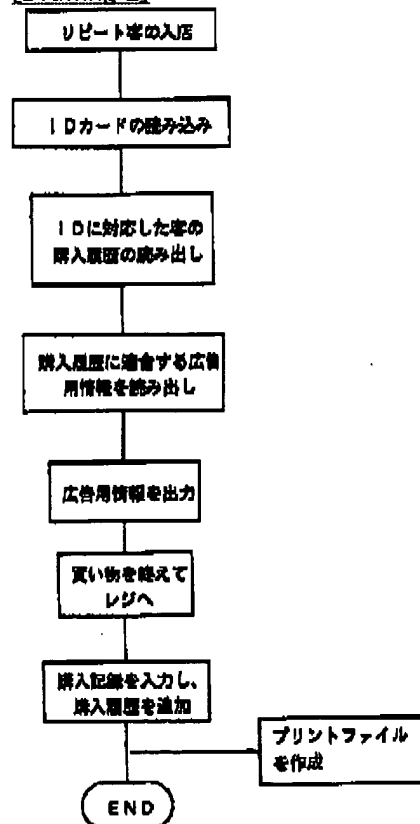 リピート客の入店
IDカードの読み込み
IDに対応した客の
購入履歴の読み出し
購入履歴に適合する広告
用情報を読み出し
広告用情報を出力
買い物を終えて
レジへ
購入記録を入力し、
購入履歴を追加
プリントファイル
を作成
END